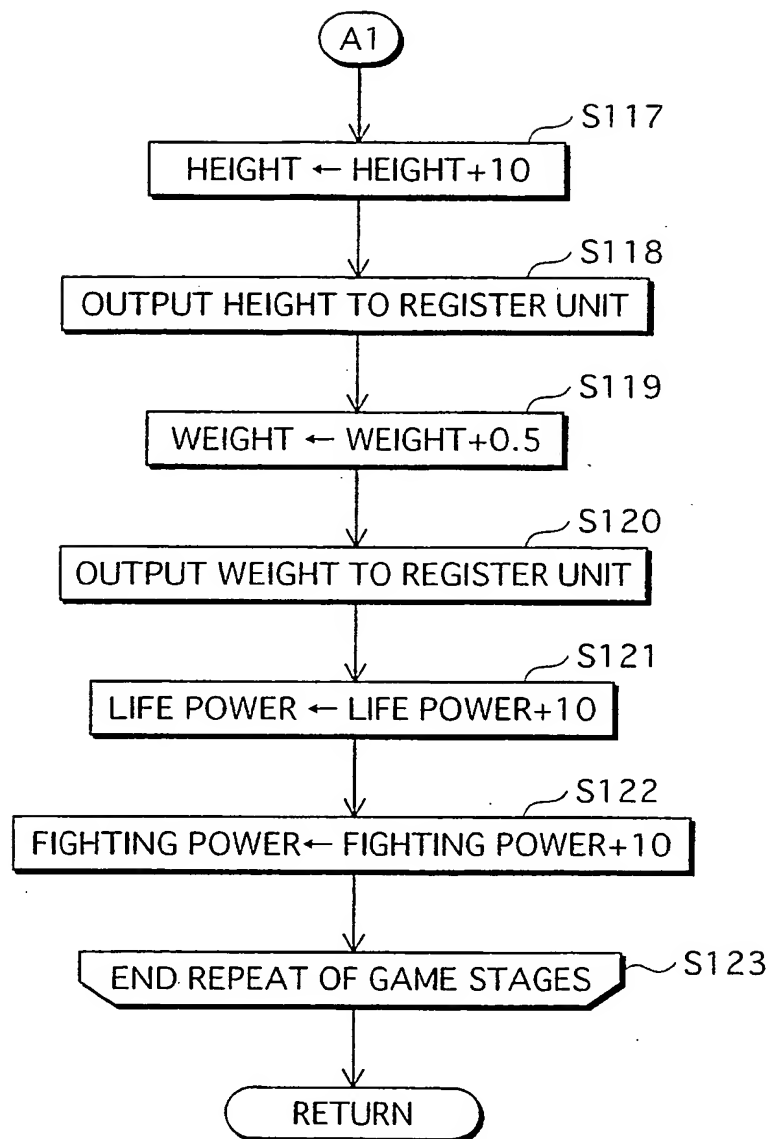 A1
S117
HEIGHT ← HEIGHT+10
S118
OUTPUT HEIGHT TO REGISTER UNIT
S119
WEIGHT ← WEIGHT+0.5
S120
OUTPUT WEIGHT TO REGISTER UNIT
S121
LIFE POWER ← LIFE POWER+10
S122
FIGHTING POWER← FIGHTING POWER+10
S123
END REPEAT OF GAME STAGES
RETURN